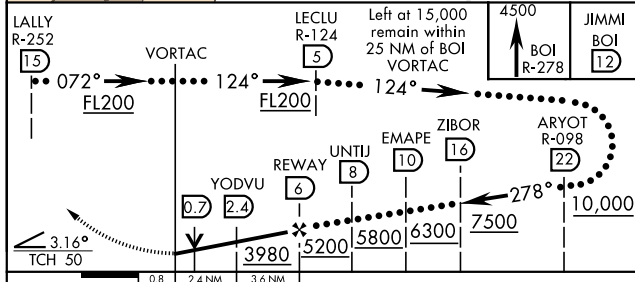 LALLY
R-252
15
VORTAC
LECLU
R-124
5
Left at 15,000
remain within
25 NM of BOI
VORTAC
4500
BOI
R-278
JIMMI
BOI
12
072°
FL200
124°
FL200
124°
ARYOT
R-098
22
ZIBOR
16
EMAPE
10
UNTIJ
8
REWAY
6
YODVU
2.4
0.7
278°
10,000
7500
6300
5800
5200
3980
3.16°
TCH 50
0.8
2.4 NM
3.6 NM